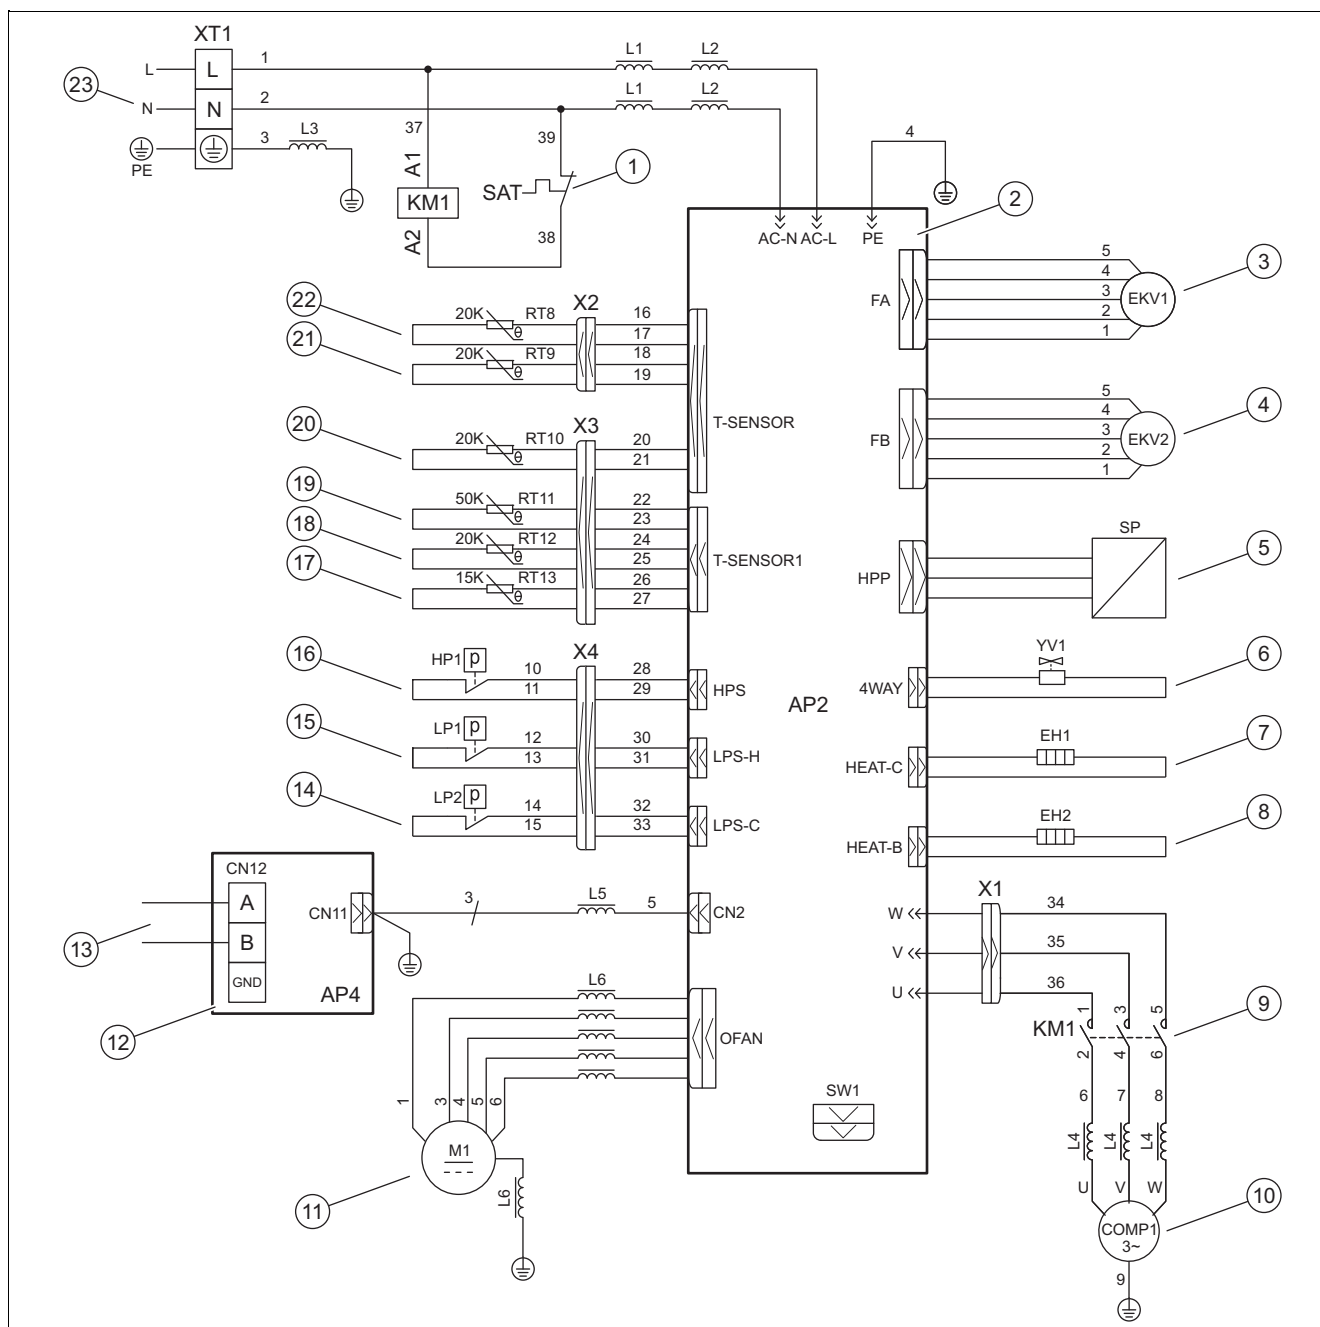 XT1
L L 1 L1 L2
23
N N 2 L1 L2
3 L3
PE
37 39 4
A1
SAT 1
KM1
A2 38
2
AC-N AC-L PE
5
4
FA 3 EKV1 3
2
1
22 X2
20K RT8 16
17
21 20K RT9 18
19
T-SENSOR
5
4
FB 3 EKV2 4
2
1
20 X3
20K RT10 20
21
19 50K RT11 22
23
18 20K RT12 24
25
T-SENSOR1
17 15K RT13 26
27
SP
HPP 5
16 HP1 p X4
10 28
11 29
HPS
AP2
YV1
4WAY 6
15 LP1 p
12 30
13 31
LPS-H
EH1
HEAT-C 7
14 LP2 p
14 32
15 33
LPS-C
EH2
HEAT-B 8
CN12
A CN11 3 L5 5 CN2
13
B
GND AP4
12
X1
W 34
V 35
U 36
L6
OFAN
1 3 4 5 6
M1
L6
11
SW1
1 3 5
KM1 9
2 4 6
6 7 8
L4 L4 L4
U V W
COMP1
3~
10
9